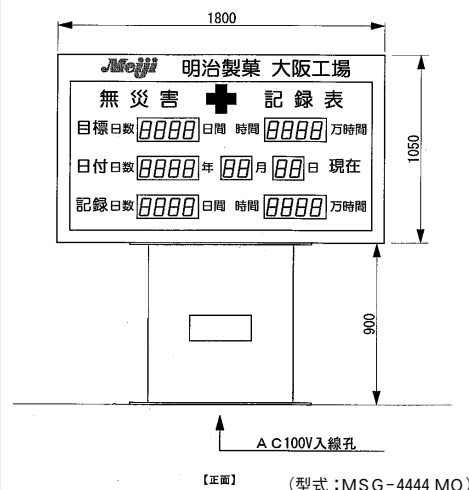 1800
Meiji 明治製菓 大阪工場
無災害 記録表
目標日数 8888 日間 時間 8888 万時間
日付日数 8888 年 88 月 88 日 現在
記録日数 8888 日間 時間 8888 万時間
1050
900
AC100V入線孔
【正面】
(型式:MSG-4444 MO)